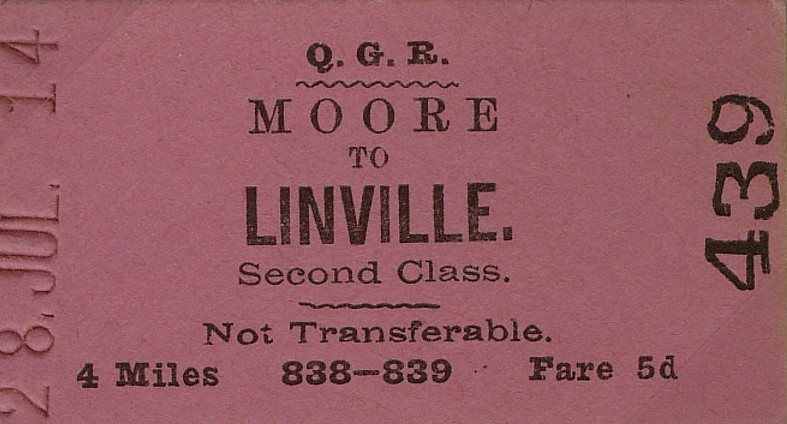 Q. G. R.
MOORE
TO
LINVILLE.
Second Class.
Not Transferable.
4 Miles 838—839 Fare 5d
439
28. JUL. 14